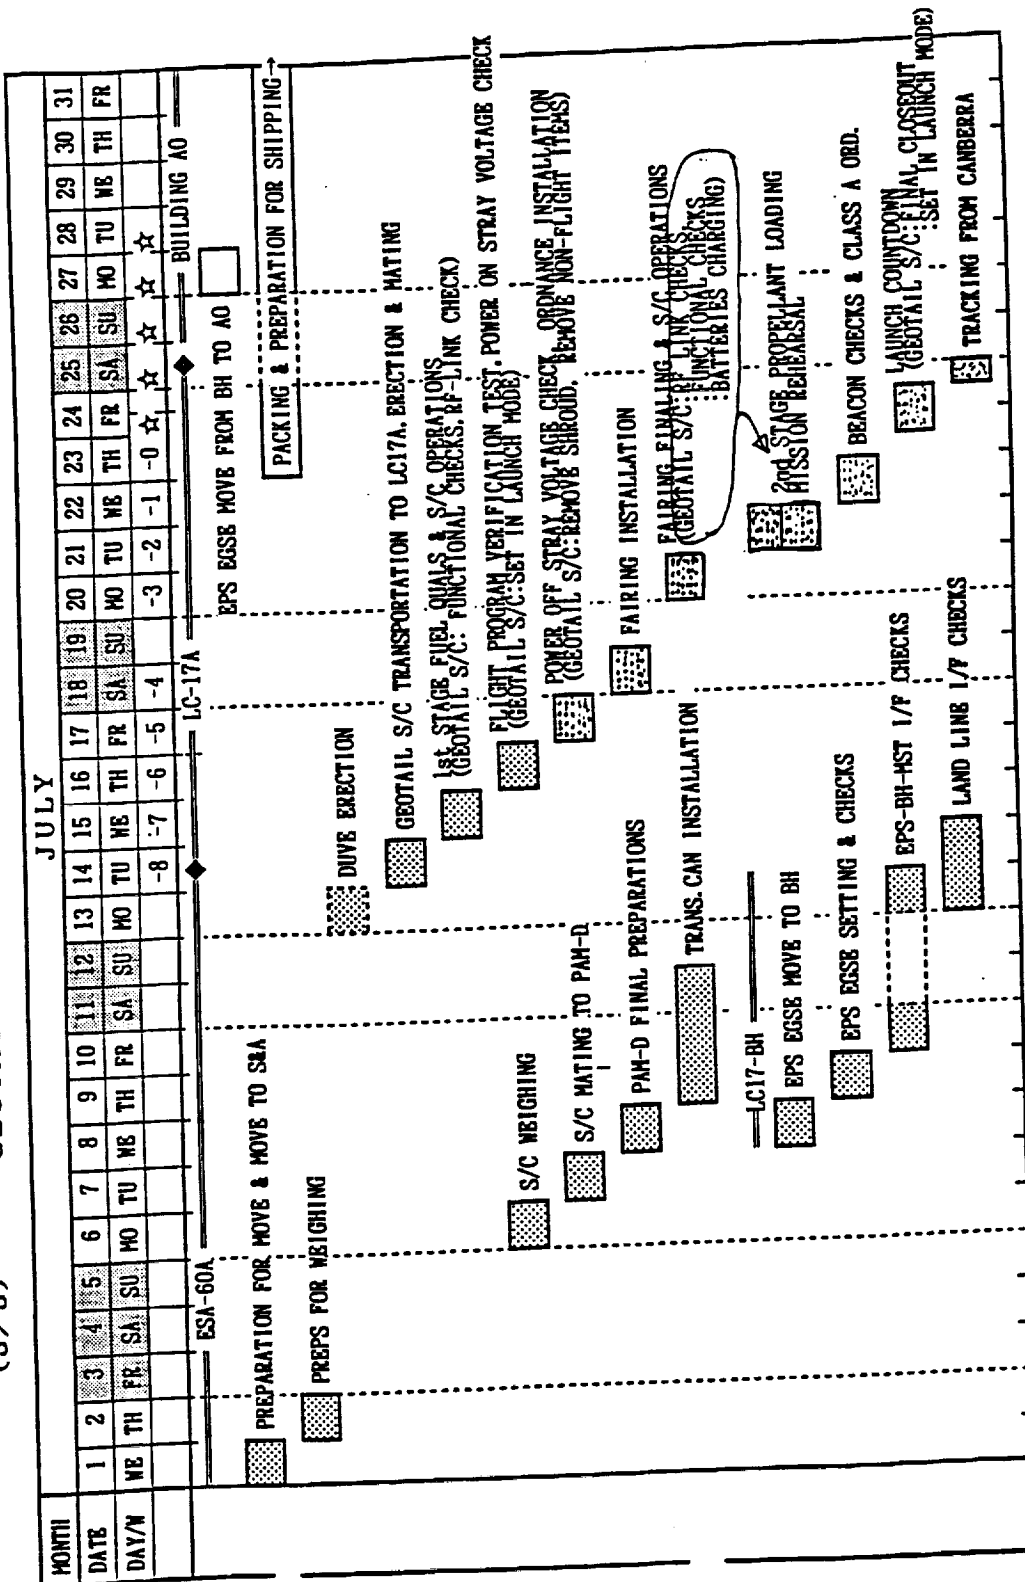 MONTH JULY
DATE 1 2 3 4 5 6 7 8 9 10 11 12 13 14 15 16 17 18 19 20 21 22 23 24 25 26 27 28 29 30 31
DAY/W WE TH FR SA SU MO TU WE TH FR SA SU MO TU WE TH FR SA SU MO TU WE TH FR SA SU MO TU WE TH FR
-8 -7 -6 -5 -4 -3 -2 -1 -0 ☆ ☆ ☆ ☆ ☆
ESA-60A LC-17A BUILDING AO
EPS EGSE MOVE FROM BH TO AO
PREPARATION FOR MOVE & MOVE TO S&A
PACKING & PREPARATION FOR SHIPPING→
PREPS FOR WEIGHING
DUVE ERECTION
GEOTAIL S/C TRANSPORTATION TO LC17A.ERECTION & MATING
1st STAGE FUEL QUALS & S/C OPERATIONS
(GEOTAIL S/C: FUNCTIONAL CHECKS.RF-LINK CHECK)
FLIGHT PROGRAM VERIFICATION TEST.POWER ON STRAY VOLTAGE CHECK
(GEOTAIL S/C:SET IN LAUNCH MODE)
S/C WEIGHING
POWER OFF STRAY VOLTAGE CHECK. ORDNANCE INSTALLATION
(GEOTAIL S/C:REMOVE SHROUD. REMOVE NON-FLIGHT ITEMS)
S/C MATING TO PAM-D
FAIRING INSTALLATION
PAM-D FINAL PREPARATIONS
FAIRING FINALING & S/C OPERATIONS
(GEOTAIL S/C:RF LINK CHECKS
:FUNCTIONAL CHECKS
:BATTERIES CHARGING)
TRANS.CAN INSTALLATION
LC17-BH
2nd STAGE PROPELLANT LOADING
MISSION REHEARSAL
EPS EGSE MOVE TO BH
BEACON CHECKS & CLASS A ORD.
EPS EGSE SETTING & CHECKS
LAUNCH COUNTDOWN
(GEOTAIL S/C:FINAL CLOSEOUT
:SET IN LAUNCH MODE)
EPS-BH-MST I/F CHECKS
TRACKING FROM CANBERRA
LAND LINE I/F CHECKS